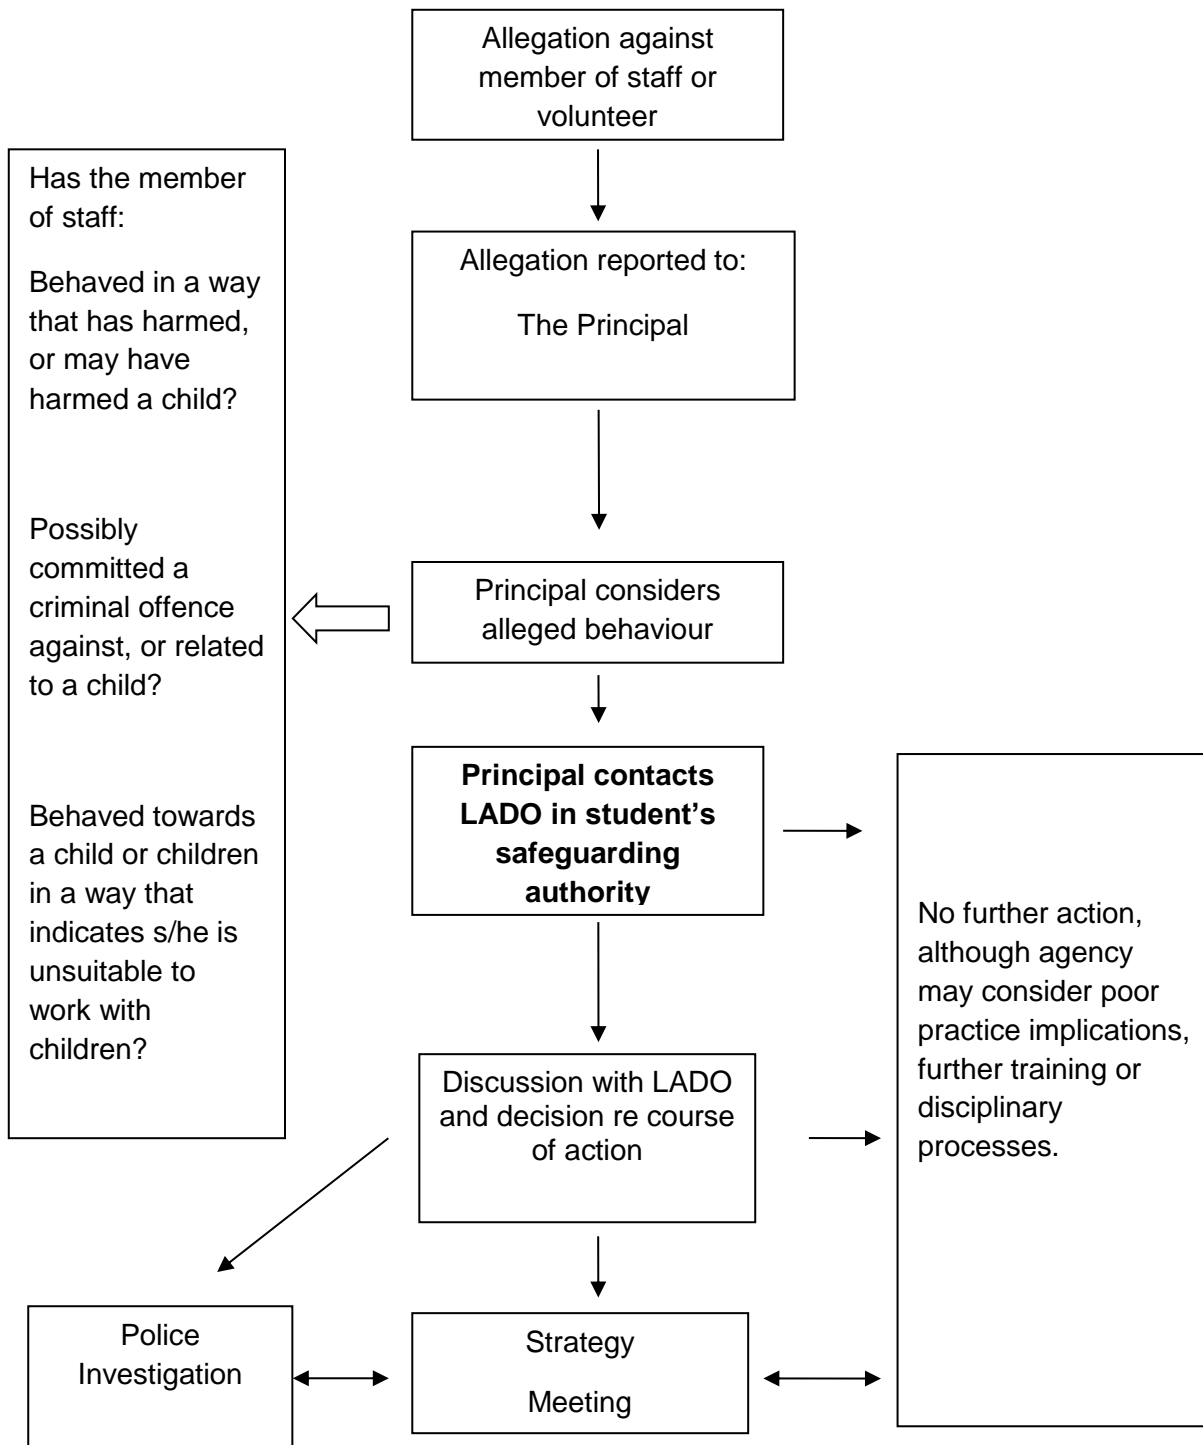 Allegation against
member of staff or
volunteer
Has the member
of staff:
Behaved in a way
that has harmed,
or may have
harmed a child?
Possibly
committed a
criminal offence
against, or related
to a child?
Behaved towards
a child or children
in a way that
indicates s/he is
unsuitable to
work with
children?
Allegation reported to:
The Principal
Principal considers
alleged behaviour
Principal contacts
LADO in student’s
safeguarding
authority
No further action,
although agency
may consider poor
practice implications,
further training or
disciplinary
processes.
Discussion with LADO
and decision re course
of action
Police
Investigation
Strategy
Meeting